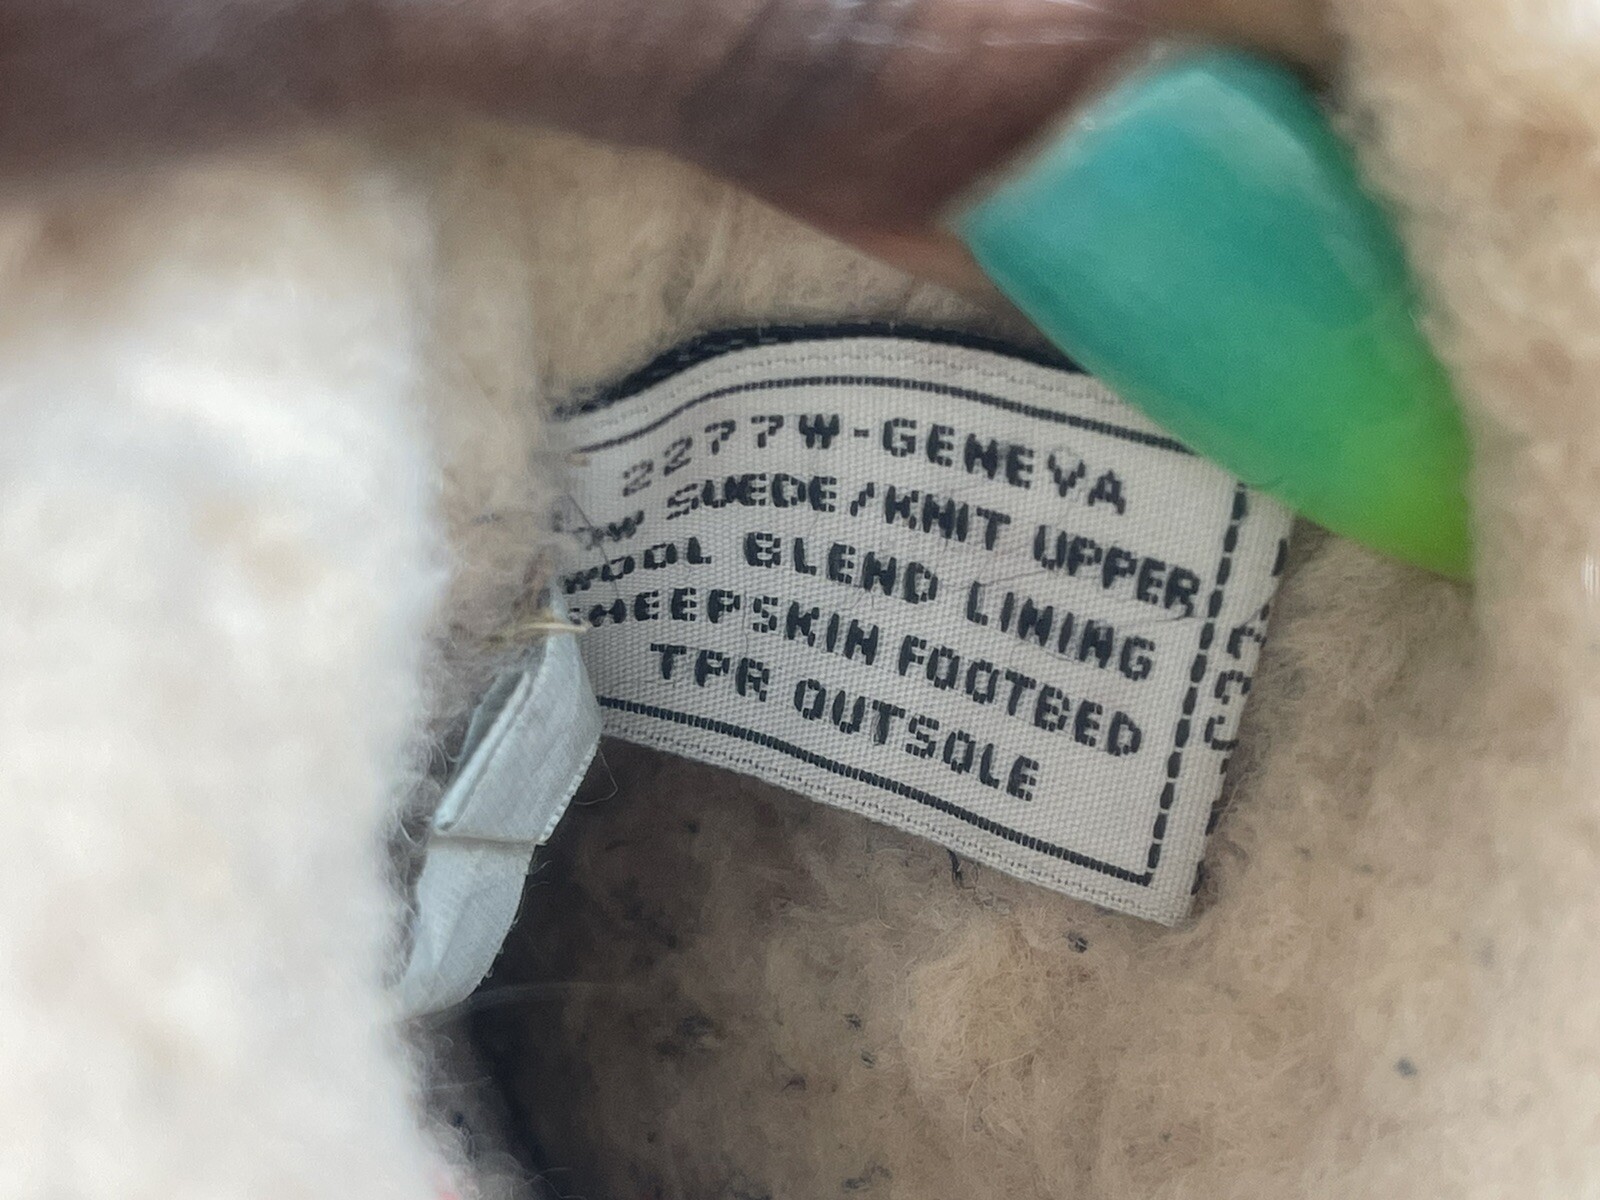 2277W-GENEVA
SUEDE/KNIT UPPER
WOOL BLEND LINING
SHEEPSKIN FOOTBED
TPR OUTSOLE